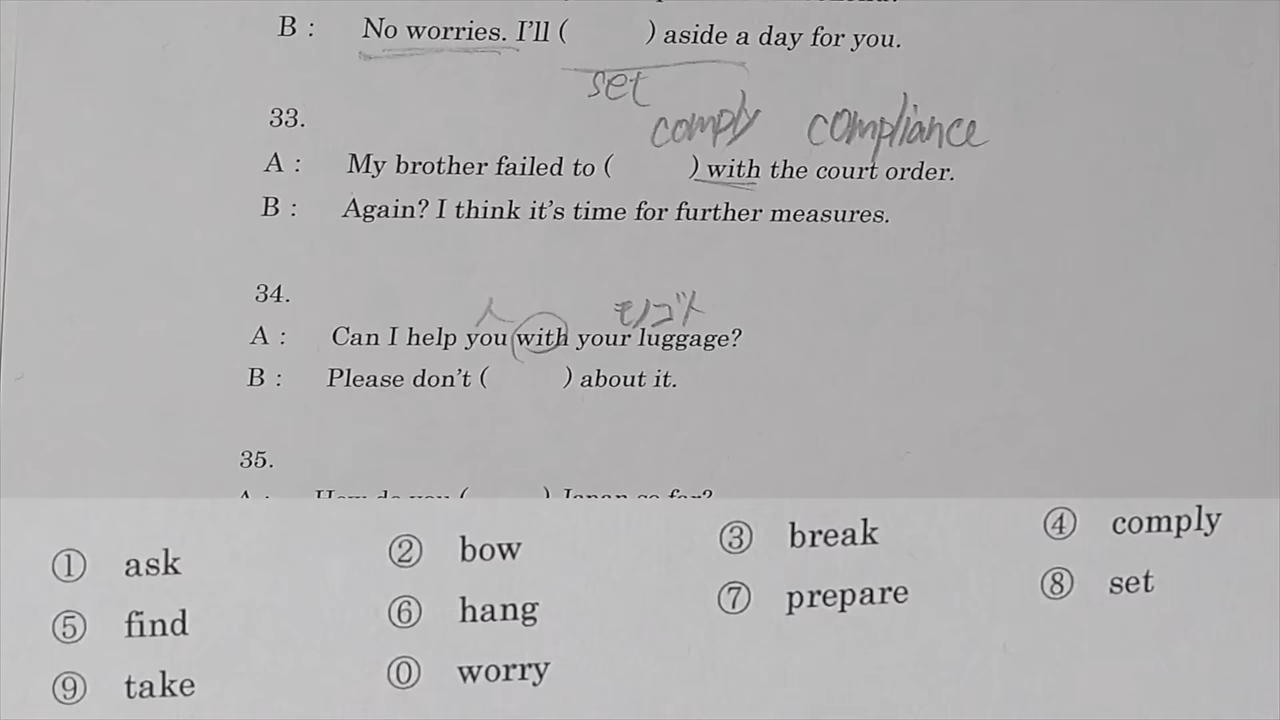 B : No worries. I'll ( ) aside a day for you.
set
comply compliance
33.
A : My brother failed to ( ) with the court order.
B : Again? I think it's time for further measures.
34.
人 モノゴト
A : Can I help you with your luggage?
B : Please don't ( ) about it.
35.
① ask ② bow ③ break ④ comply
⑤ find ⑥ hang ⑦ prepare ⑧ set
⑨ take ⓪ worry